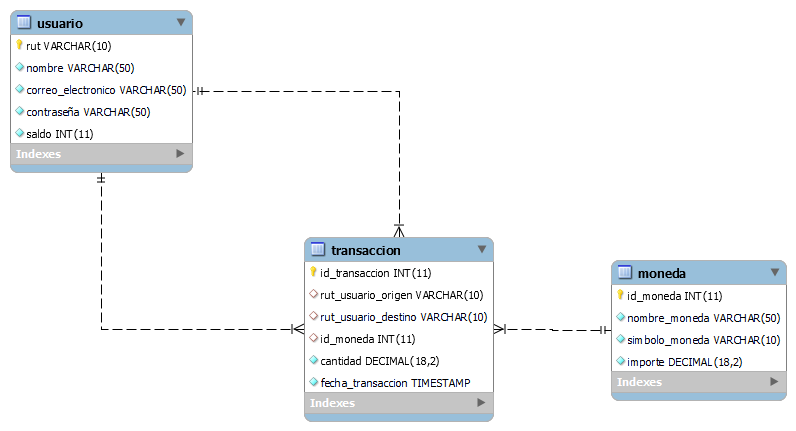 usuario
rut VARCHAR(10)
nombre VARCHAR(50)
correo_electronico VARCHAR(50)
contraseña VARCHAR(50)
saldo INT(11)
Indexes
transaccion
id_transaccion INT(11)
rut_usuario_origen VARCHAR(10)
rut_usuario_destino VARCHAR(10)
id_moneda INT(11)
cantidad DECIMAL(18,2)
fecha_transaccion TIMESTAMP
Indexes
moneda
id_moneda INT(11)
nombre_moneda VARCHAR(50)
simbolo_moneda VARCHAR(10)
importe DECIMAL(18,2)
Indexes